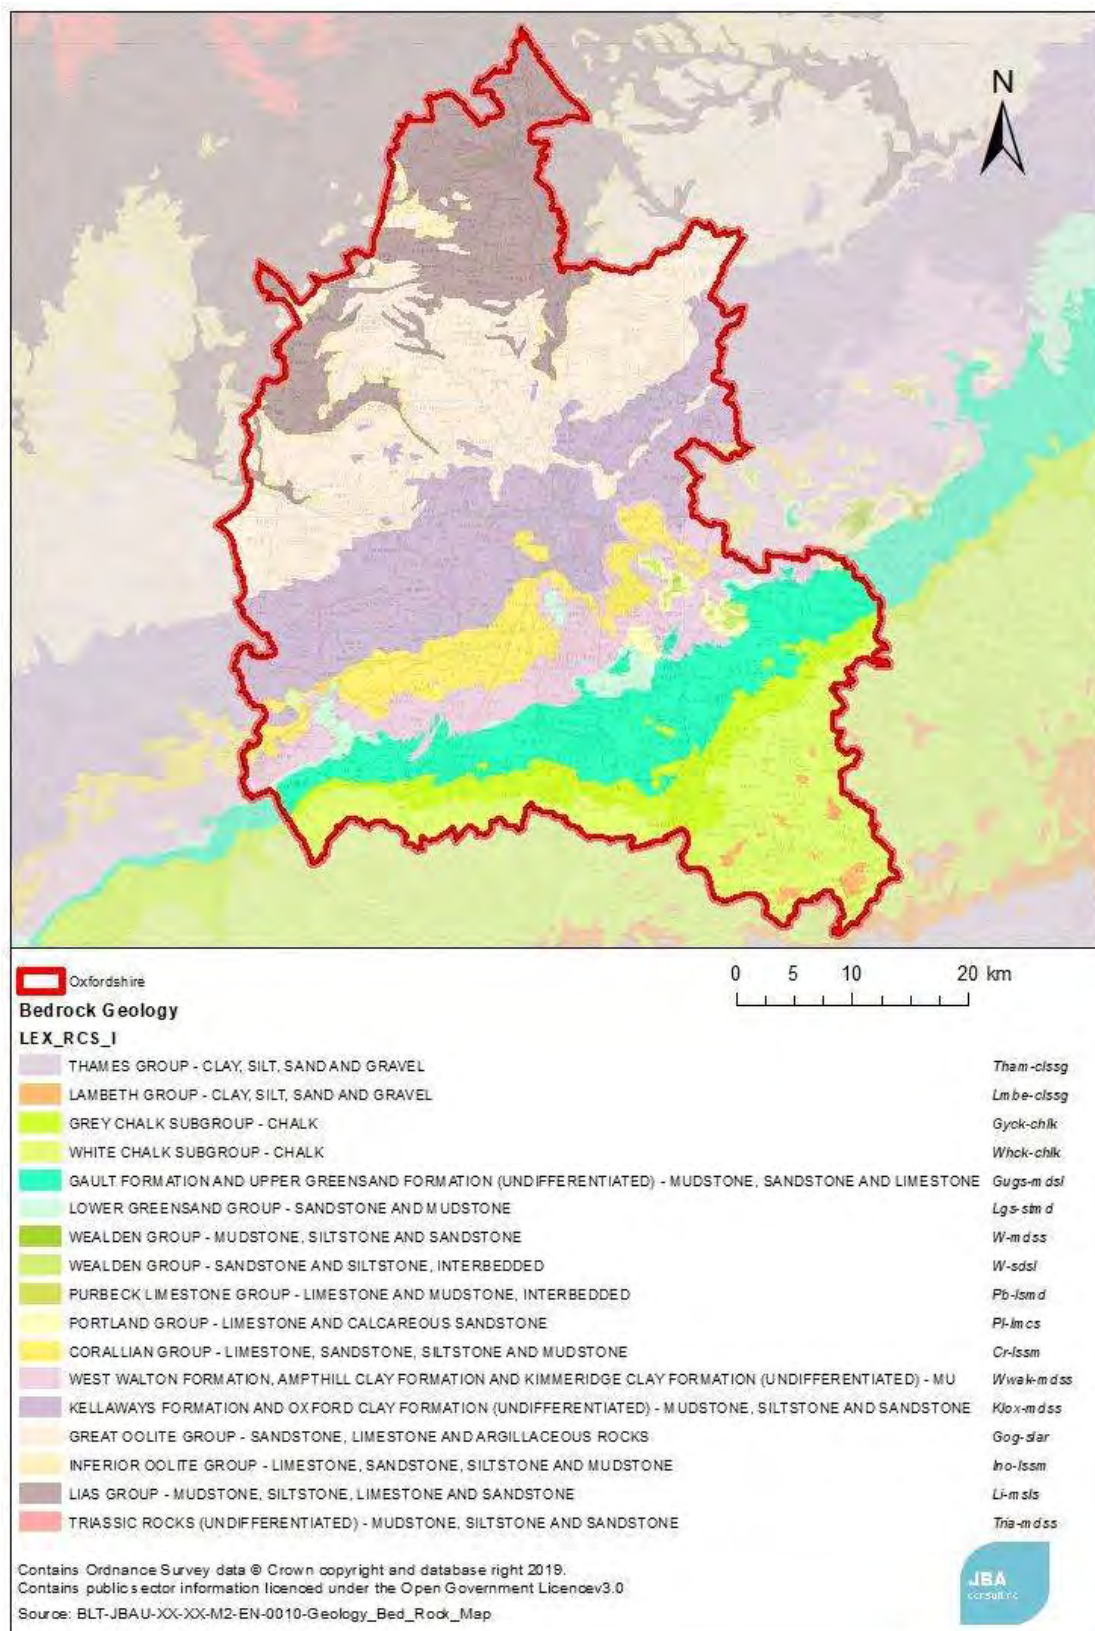 N
0 5 10 20 km
Oxfordshire
Bedrock Geology
LEX_RCS_I
THAMES GROUP - CLAY, SILT, SAND AND GRAVEL Tham-clssg
LAMBETH GROUP - CLAY, SILT, SAND AND GRAVEL Lmbe-clssg
GREY CHALK SUBGROUP - CHALK Gyck-chlk
WHITE CHALK SUBGROUP - CHALK Whck-chlk
GAULT FORMATION AND UPPER GREENSAND FORMATION (UNDIFFERENTIATED) - MUDSTONE, SANDSTONE AND LIMESTONE Gugs-mdsl
LOWER GREENSAND GROUP - SANDSTONE AND MUDSTONE Lgs-stmd
WEALDEN GROUP - MUDSTONE, SILTSTONE AND SANDSTONE W-mdss
WEALDEN GROUP - SANDSTONE AND SILTSTONE, INTERBEDDED W-sdsl
PURBECK LIMESTONE GROUP - LIMESTONE AND MUDSTONE, INTERBEDDED Pb-lsmd
PORTLAND GROUP - LIMESTONE AND CALCAREOUS SANDSTONE Pl-lmcs
CORALLIAN GROUP - LIMESTONE, SANDSTONE, SILTSTONE AND MUDSTONE Cr-lssm
WEST WALTON FORMATION, AMPTHILL CLAY FORMATION AND KIMMERIDGE CLAY FORMATION (UNDIFFERENTIATED) - MU Wwak-mdss
KELLAWAYS FORMATION AND OXFORD CLAY FORMATION (UNDIFFERENTIATED) - MUDSTONE, SILTSTONE AND SANDSTONE Klox-mdss
GREAT OOLITE GROUP - SANDSTONE, LIMESTONE AND ARGILLACEOUS ROCKS Gog-slar
INFERIOR OOLITE GROUP - LIMESTONE, SANDSTONE, SILTSTONE AND MUDSTONE Ino-lssm
LIAS GROUP - MUDSTONE, SILTSTONE, LIMESTONE AND SANDSTONE Li-msls
TRIASSIC ROCKS (UNDIFFERENTIATED) - MUDSTONE, SILTSTONE AND SANDSTONE Tria-mdss
Contains Ordnance Survey data © Crown copyright and database right 2019.
Contains public sector information licenced under the Open Government Licencev3.0
Source: BLT-JBAU-XX-XX-M2-EN-0010-Geology_Bed_Rock_Map
JBA
consulting